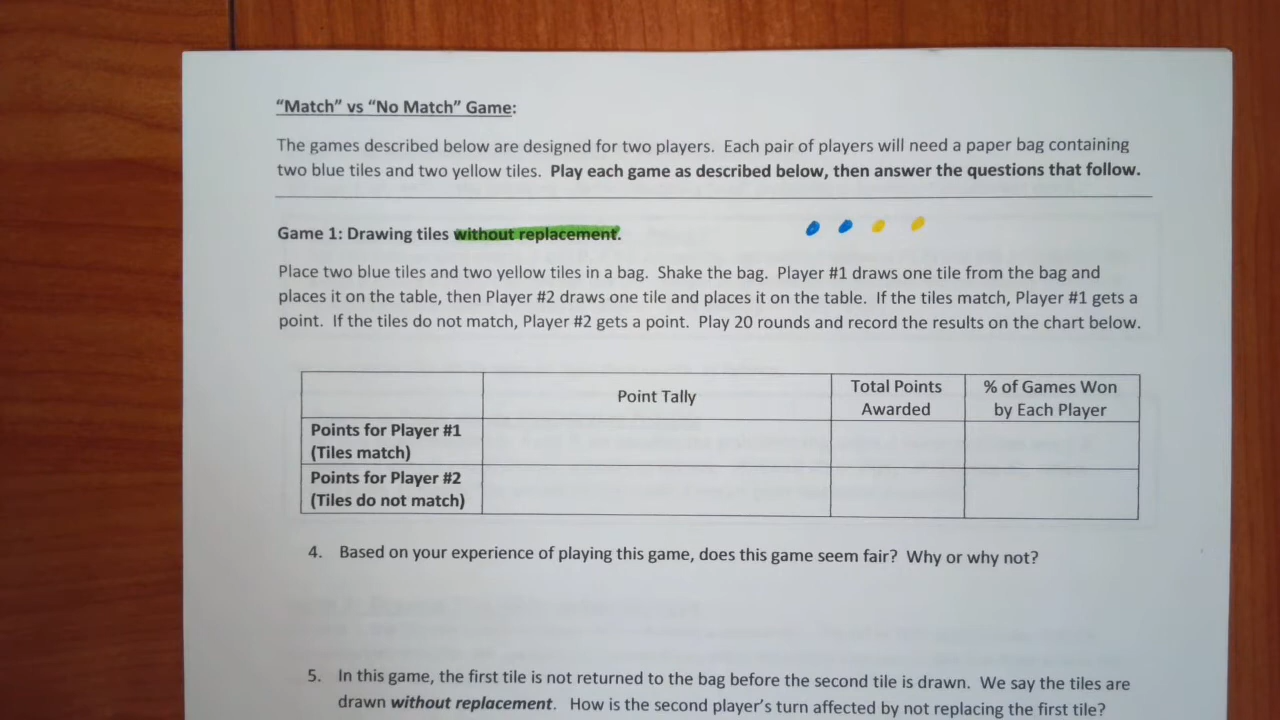 “Match” vs “No Match” Game:
The games described below are designed for two players. Each pair of players will need a paper bag containing
two blue tiles and two yellow tiles. Play each game as described below, then answer the questions that follow.
Game 1: Drawing tiles without replacement.
Place two blue tiles and two yellow tiles in a bag. Shake the bag. Player #1 draws one tile from the bag and
places it on the table, then Player #2 draws one tile and places it on the table. If the tiles match, Player #1 gets a
point. If the tiles do not match, Player #2 gets a point. Play 20 rounds and record the results on the chart below.
Point Tally
Total Points
Awarded
% of Games Won
by Each Player
Points for Player #1
(Tiles match)
Points for Player #2
(Tiles do not match)
4. Based on your experience of playing this game, does this game seem fair? Why or why not?
5. In this game, the first tile is not returned to the bag before the second tile is drawn. We say the tiles are
drawn without replacement. How is the second player’s turn affected by not replacing the first tile?